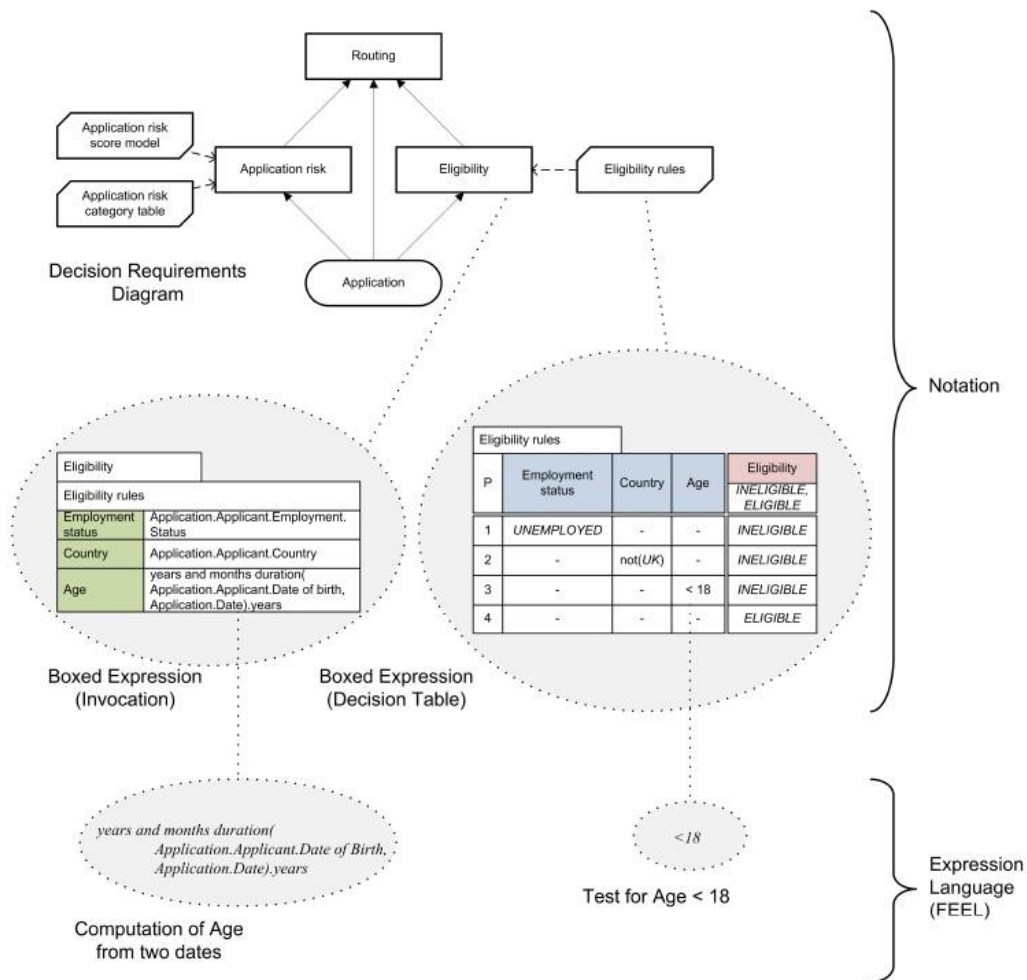 Routing
Application risk
score model
Application risk
Eligibility
Eligibility rules
Application risk
category table
Decision Requirements
Diagram
Application
Notation
Eligibility
Eligibility rules
Employment
status
Application.Applicant.Employment.
Status
Country
Application.Applicant.Country
Age
years and months duration(
Application.Applicant.Date of birth,
Application.Date).years
Boxed Expression
(Invocation)
Eligibility rules
P
Employment
status
Country
Age
Eligibility
INELIGIBLE,
ELIGIBLE
1 UNEMPLOYED - - INELIGIBLE
2 - not(UK) - INELIGIBLE
3 - - < 18 INELIGIBLE
4 - - - ELIGIBLE
Boxed Expression
(Decision Table)
years and months duration(
Application.Applicant.Date of Birth,
Application.Date).years
Computation of Age
from two dates
<18
Test for Age < 18
Expression
Language
(FEEL)